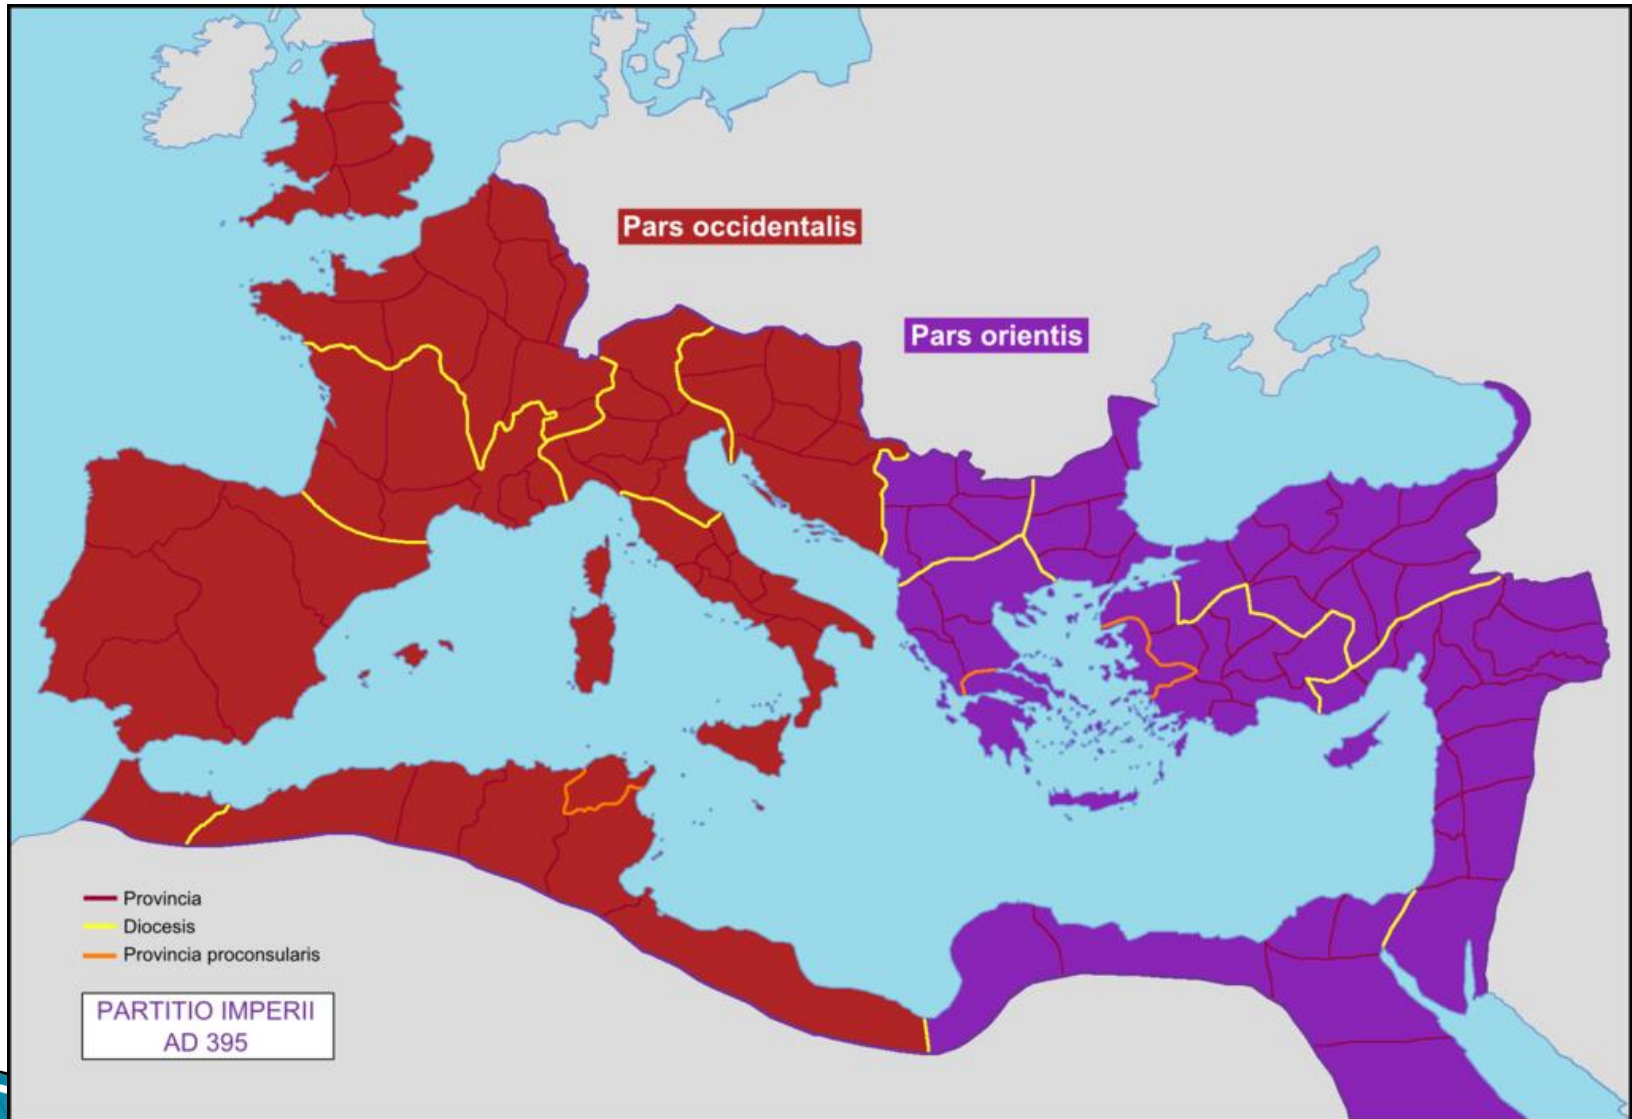 Pars occidentalis
Pars orientis
Provincia
Diocesis
Provincia proconsularis
PARTITIO IMPERII
AD 395